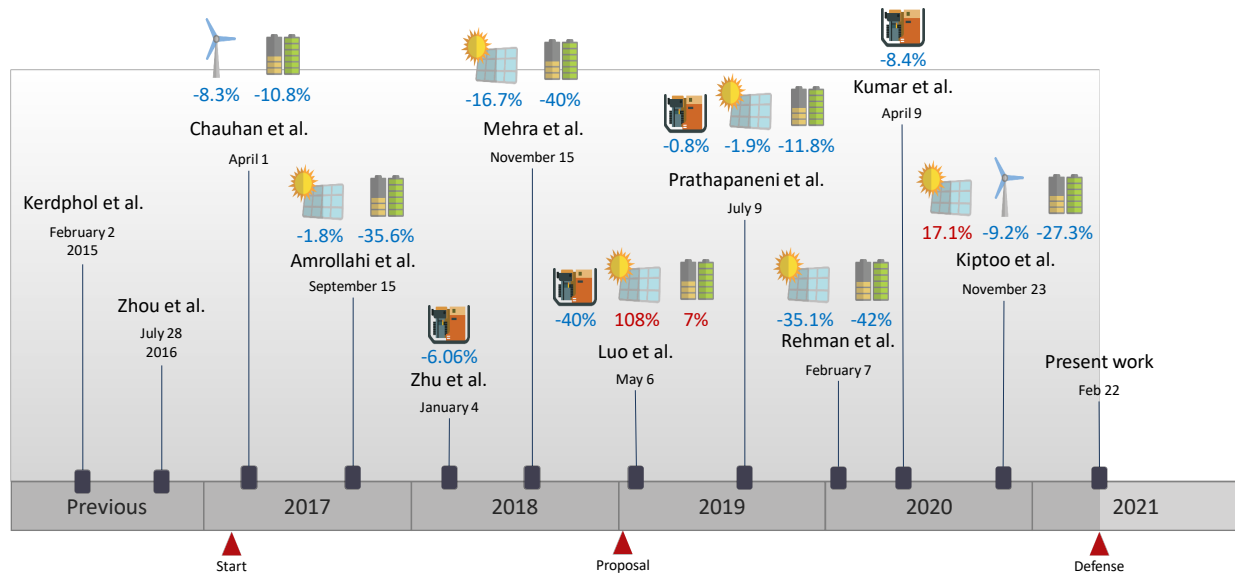 -8.4%
Kumar et al.
April 9
-8.3% -10.8%
Chauhan et al.
April 1
-16.7% -40%
Mehra et al.
November 15
-0.8% -1.9% -11.8%
Prathapaneni et al.
July 9
Kerdphol et al.
February 2
2015
-1.8% -35.6%
Amrollahi et al.
September 15
17.1% -9.2% -27.3%
Kiptoo et al.
November 23
Zhou et al.
July 28
2016
-6.06%
Zhu et al.
January 4
-40% 108% 7%
Luo et al.
May 6
-35.1% -42%
Rehman et al.
February 7
Present work
Feb 22
Previous 2017 2018 2019 2020 2021
Start Proposal Defense